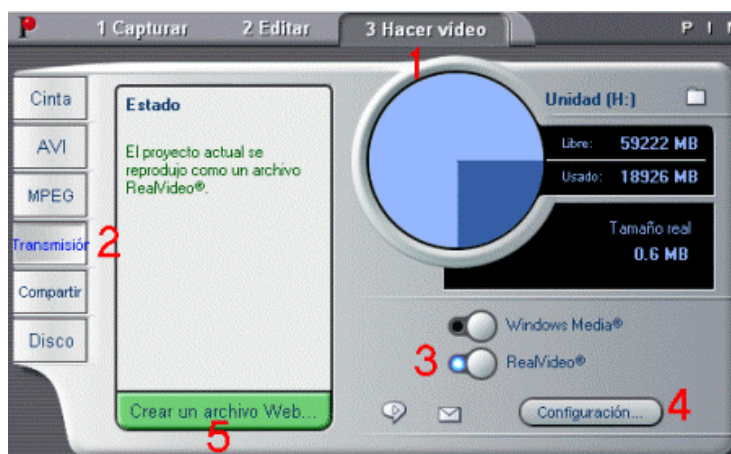 1 Capturar 2 Editar 3 Hacer vídeo P I
1
Cinta
AVI
MPEG
Transmisión
2
Compartir
Disco
Estado
El proyecto actual se
reprodujo como un archivo
RealVideo®.
Crear un archivo Web...
5
Unidad (H:)
Libre: 59222 MB
Usado: 18926 MB
Tamaño real
0.6 MB
Windows Media®
3 RealVideo®
Configuración... 4